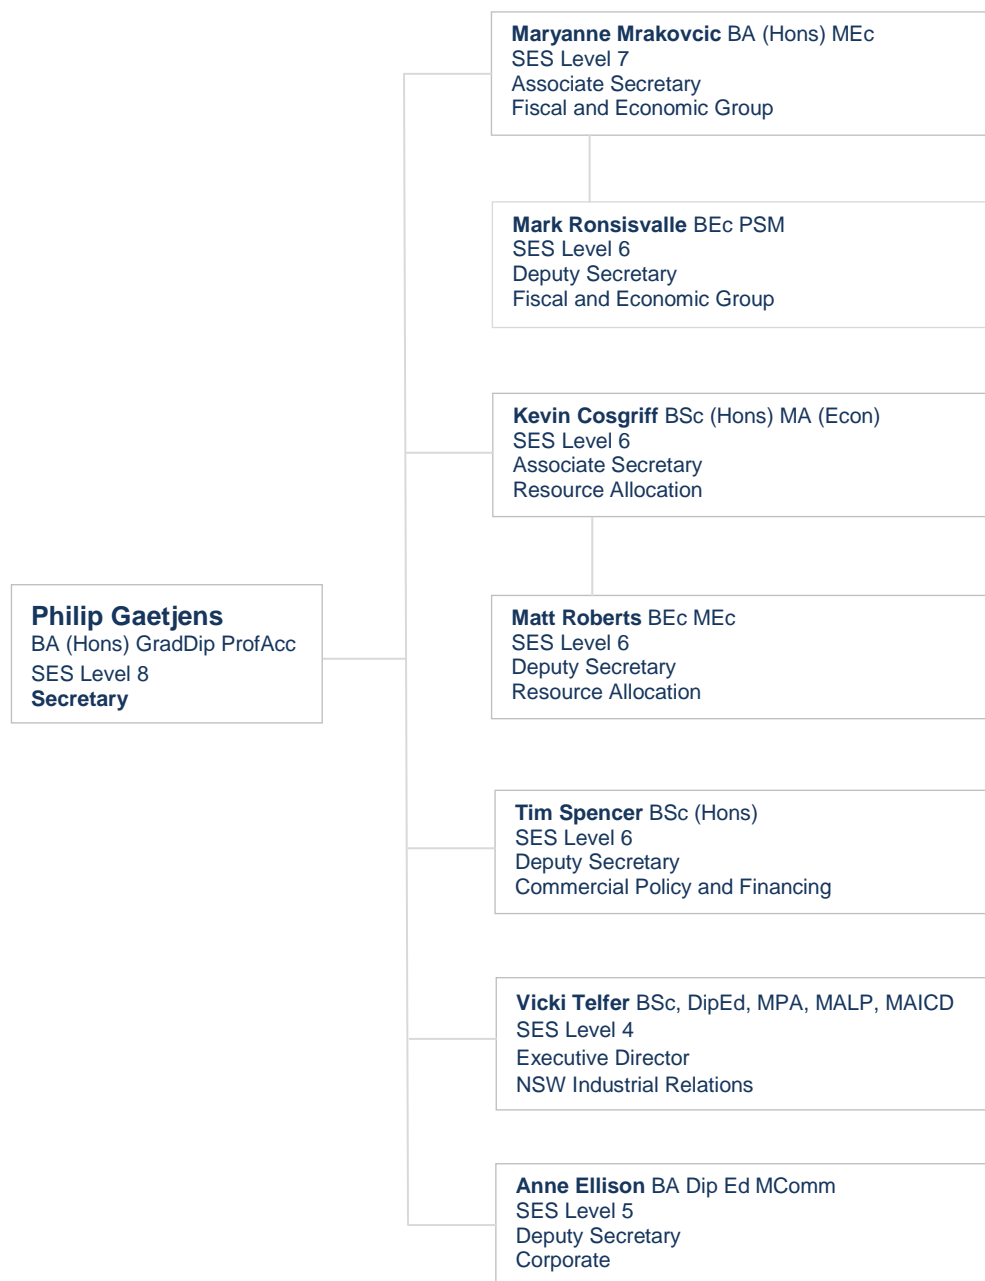 Maryanne Mrakovcic BA (Hons) MEc
SES Level 7
Associate Secretary
Fiscal and Economic Group
Mark Ronsisvalle BEc PSM
SES Level 6
Deputy Secretary
Fiscal and Economic Group
Kevin Cosgriff BSc (Hons) MA (Econ)
SES Level 6
Associate Secretary
Resource Allocation
Philip Gaetjens
BA (Hons) GradDip ProfAcc
SES Level 8
Secretary
Matt Roberts BEc MEc
SES Level 6
Deputy Secretary
Resource Allocation
Tim Spencer BSc (Hons)
SES Level 6
Deputy Secretary
Commercial Policy and Financing
Vicki Telfer BSc, DipEd, MPA, MALP, MAICD
SES Level 4
Executive Director
NSW Industrial Relations
Anne Ellison BA Dip Ed MComm
SES Level 5
Deputy Secretary
Corporate